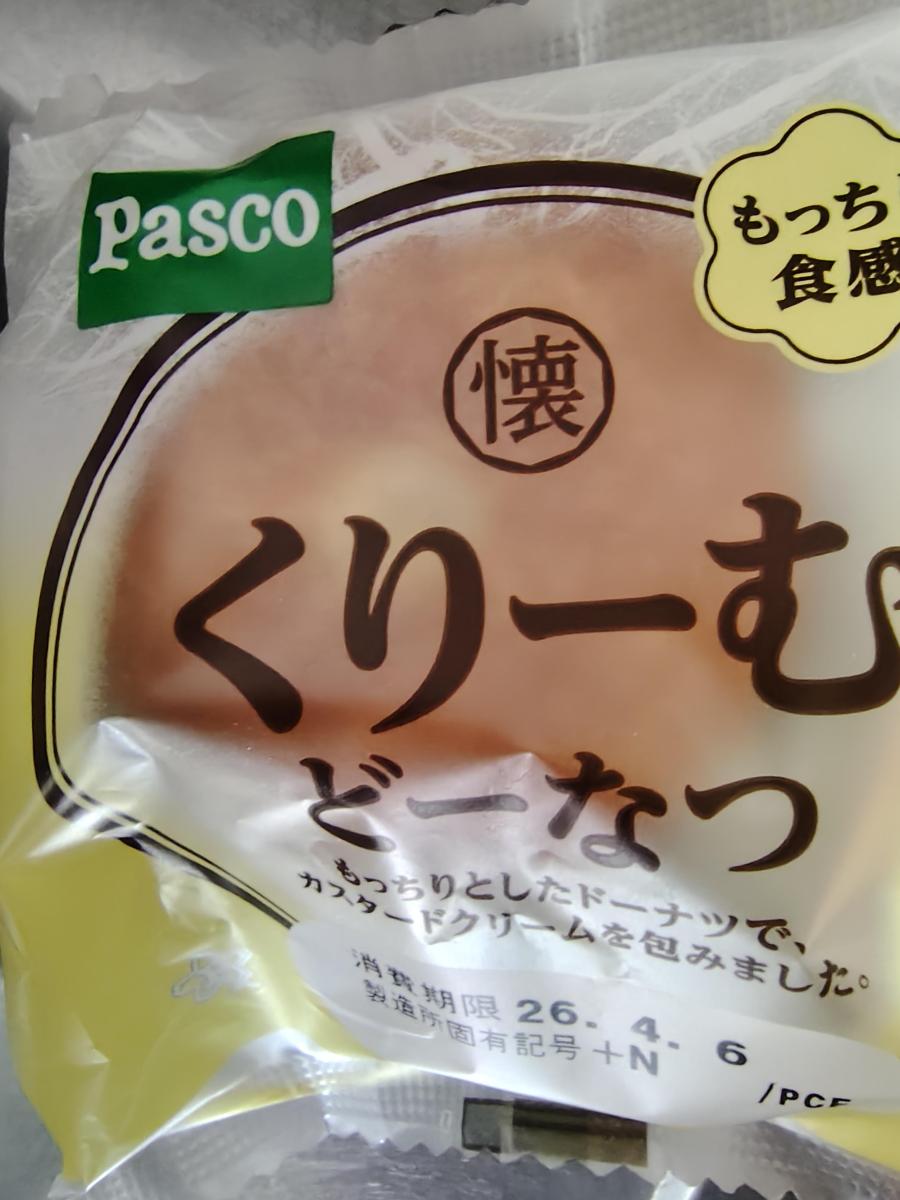 Pasco
もっち
食感
懐
くりーむ
どーなつ
もっちりとしたドーナツで、
カスタードクリームを包みました。
消費期限 26. 4. 6
製造所固有記号 +N
/PCF